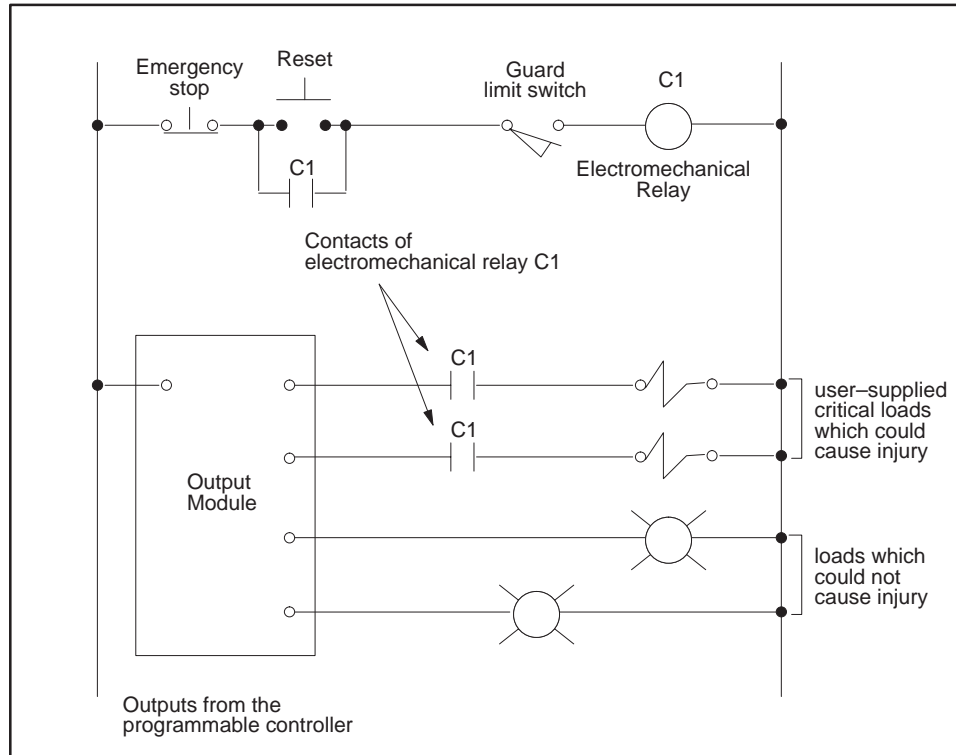 Emergency
stop
Reset
Guard
limit switch
C1
C1
Electromechanical
Relay
Contacts of
electromechanical relay C1
C1
C1
user–supplied
critical loads
which could
cause injury
Output
Module
loads which
could not
cause injury
Outputs from the
programmable controller